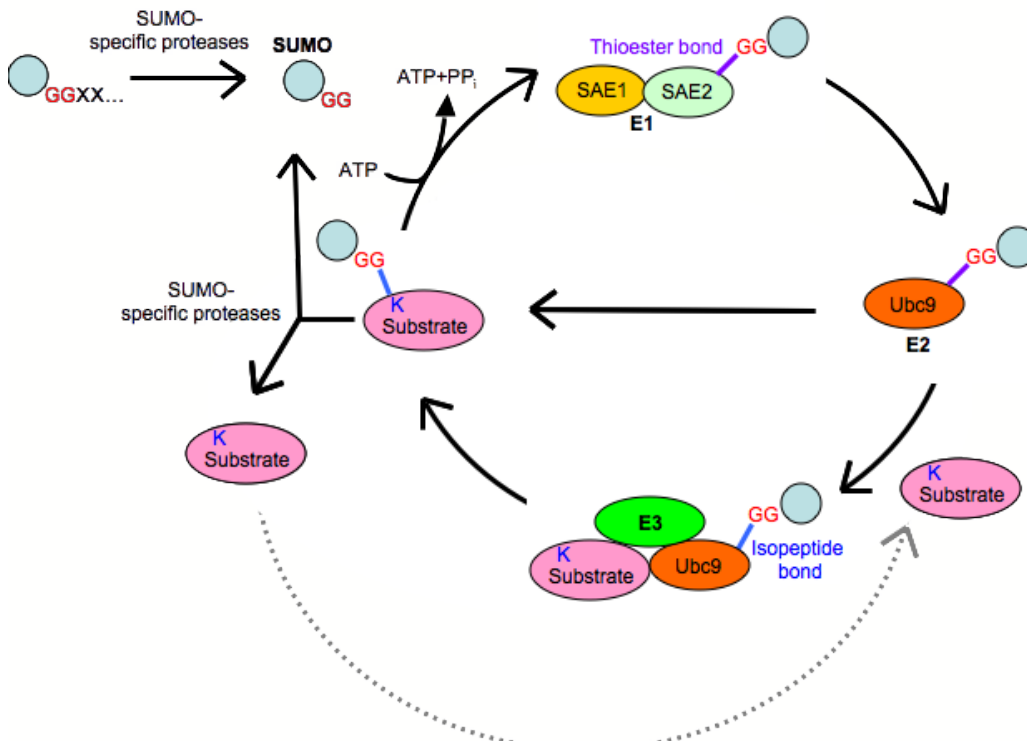 SUMO-
specific proteases
SUMO
GGXX...
GG
ATP+PPi
ATP
Thioester bond
GG
SAE1
SAE2
E1
GG
K
Substrate
SUMO-
specific proteases
GG
Ubc9
E2
K
Substrate
K
Substrate
E3
GG
K
Substrate
Ubc9
Isopeptide
bond